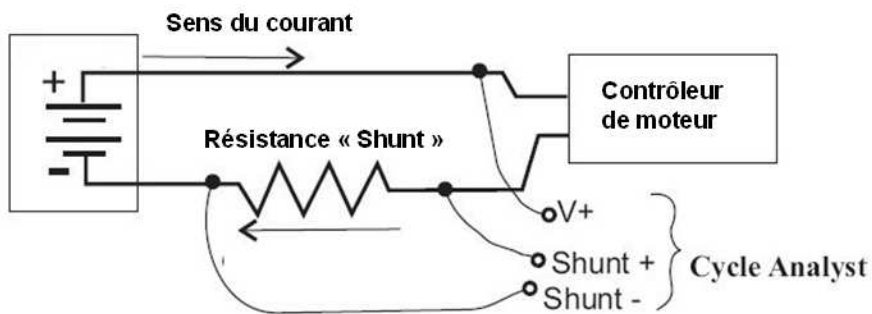 Sens du courant
+
-
Contrôleur
de moteur
Résistance « Shunt »
V+
Shunt +
Shunt -
Cycle Analyst